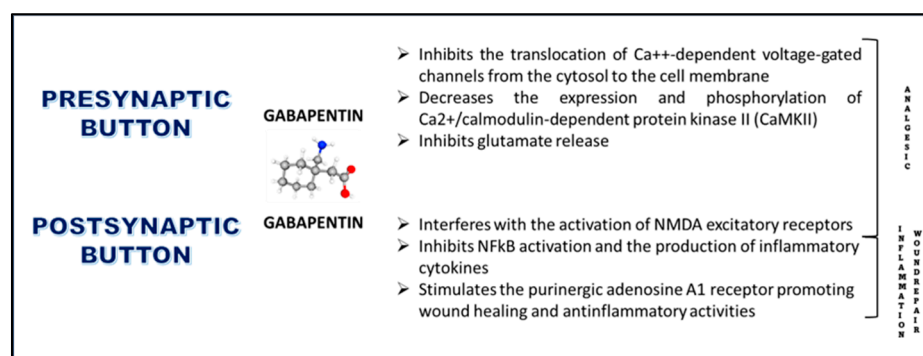 PRESYNAPTIC
BUTTON
GABAPENTIN
➢ Inhibits the translocation of Ca++-dependent voltage-gated
channels from the cytosol to the cell membrane
➢ Decreases the expression and phosphorylation of
Ca2+/calmodulin-dependent protein kinase II (CaMKII)
➢ Inhibits glutamate release
ANALGESIC
POSTSYNAPTIC
BUTTON
GABAPENTIN
➢ Interferes with the activation of NMDA excitatory receptors
➢ Inhibits NFkB activation and the production of inflammatory
cytokines
➢ Stimulates the purinergic adenosine A1 receptor promoting
wound healing and antinflammatory activities
INFLAMMATION
WOUNDREPAIR